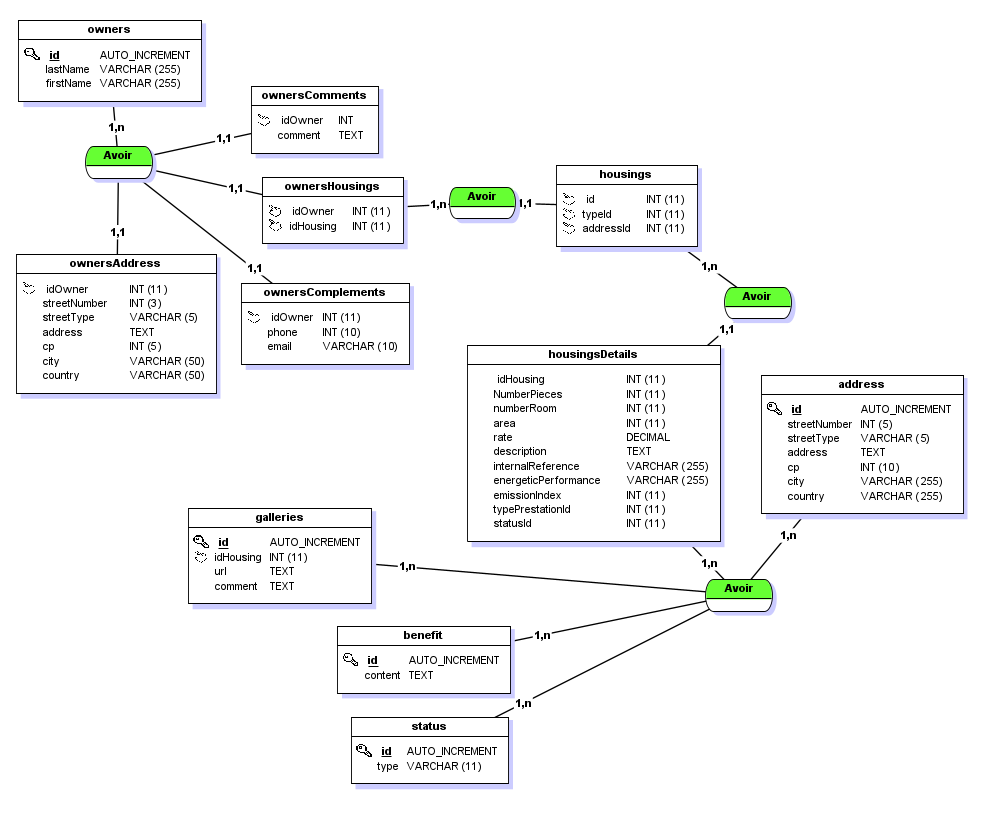 owners
id AUTO_INCREMENT
lastName VARCHAR (255)
firstName VARCHAR (255)
1,n
Avoir
1,1
ownersComments
idOwner INT
comment TEXT
1,1
ownersHousings
idOwner INT (11)
idHousing INT (11)
1,n
Avoir
1,1
housings
id INT (11)
typeId INT (11)
addressId INT (11)
1,1
ownersAddress
idOwner INT (11)
streetNumber INT (3)
streetType VARCHAR (5)
address TEXT
cp INT (5)
city VARCHAR (50)
country VARCHAR (50)
1,1
ownersComplements
idOwner INT (11)
phone INT (10)
email VARCHAR (10)
1,n
Avoir
1,1
housingsDetails
idHousing INT (11)
NumberPieces INT (11)
numberRoom INT (11)
area INT (11)
rate DECIMAL
description TEXT
internalReference VARCHAR (255)
energeticPerformance VARCHAR (255)
emissionIndex INT (11)
typePrestationId INT (11)
statusId INT (11)
address
id AUTO_INCREMENT
streetNumber INT (5)
streetType VARCHAR (5)
address TEXT
cp INT (10)
city VARCHAR (255)
country VARCHAR (255)
1,n
1,n
Avoir
galleries
id AUTO_INCREMENT
idHousing INT (11)
url TEXT
comment TEXT
1,n
benefit
id AUTO_INCREMENT
content TEXT
1,n
status
id AUTO_INCREMENT
type VARCHAR (11)
1,n